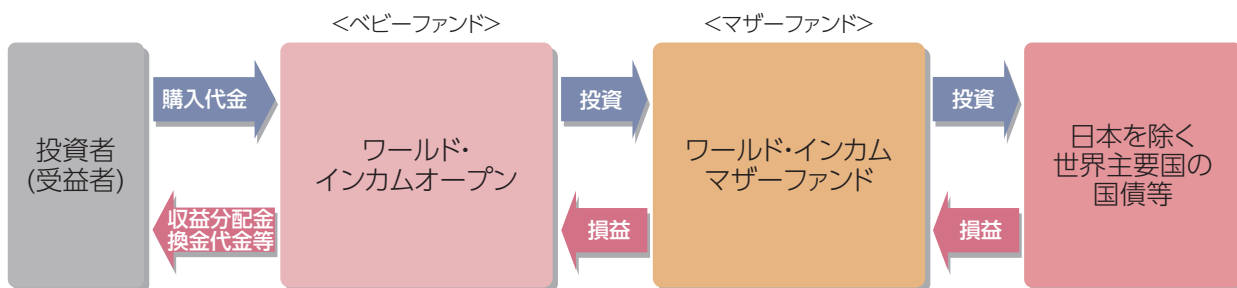 <ベビーファンド>
<マザーファンド>
投資者
(受益者)
購入代金
収益分配金
換金代金等
ワールド・
インカムオープン
投資
損益
ワールド・インカム
マザーファンド
投資
損益
日本を除く
世界主要国の
国債等